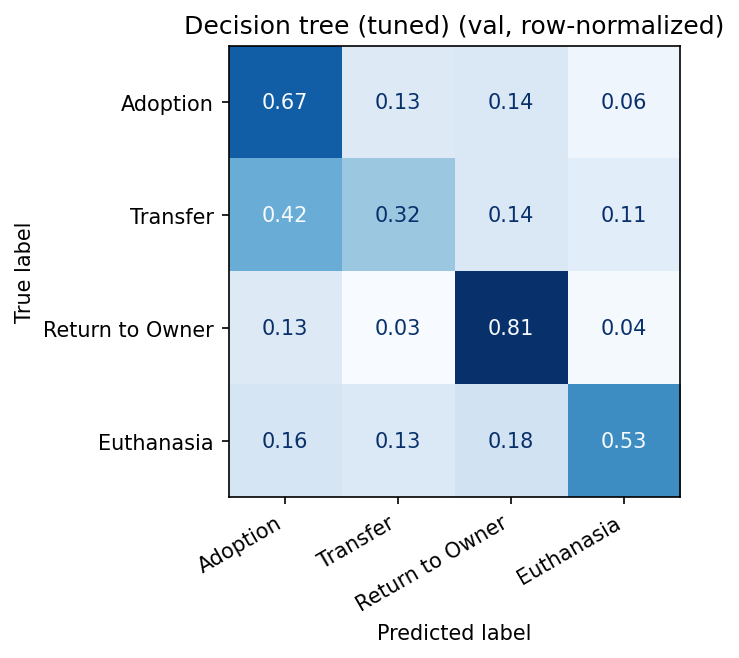 Decision tree (tuned) (val, row-normalized)
True label
Adoption 0.67 0.13 0.14 0.06
Transfer 0.42 0.32 0.14 0.11
Return to Owner 0.13 0.03 0.81 0.04
Euthanasia 0.16 0.13 0.18 0.53
Adoption Transfer Return to Owner Euthanasia
Predicted label